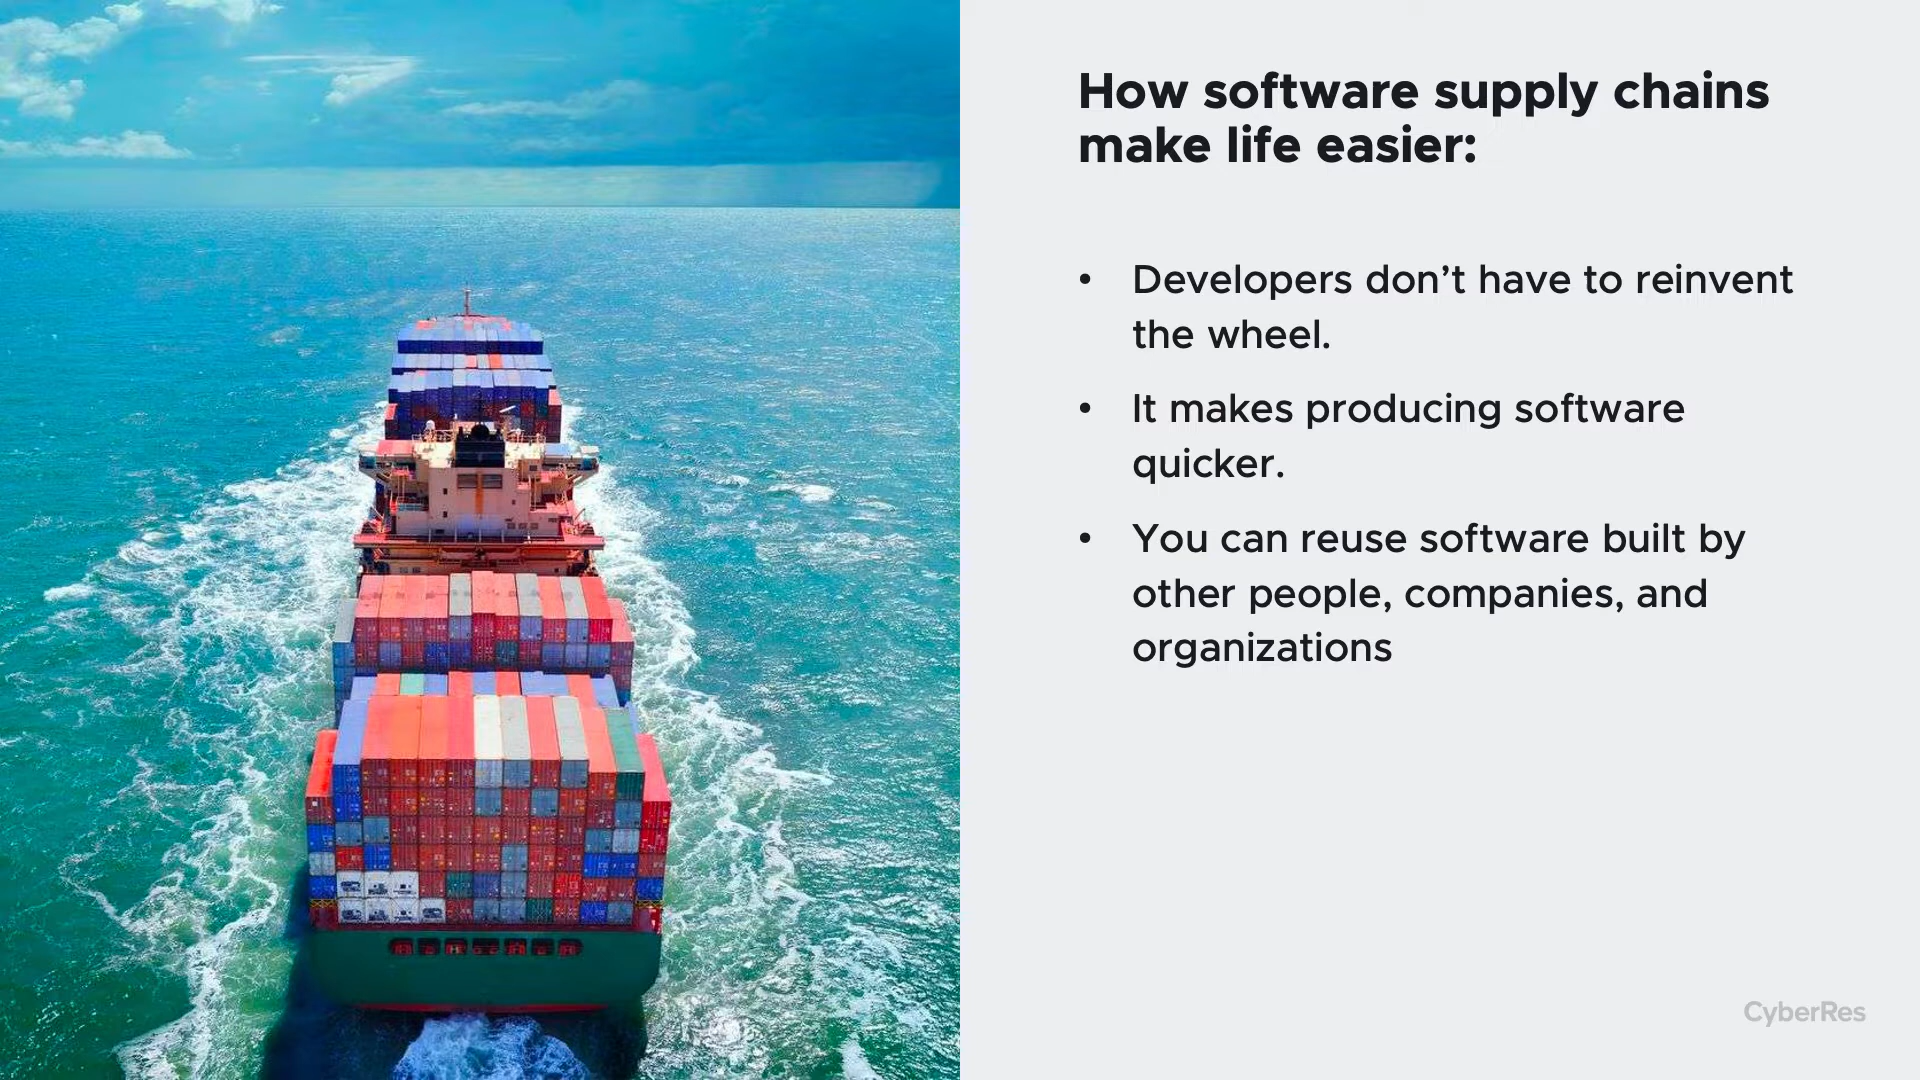 How software supply chains
make life easier:
• Developers don’t have to reinvent
the wheel.
• It makes producing software
quicker.
• You can reuse software built by
other people, companies, and
organizations
CyberRes